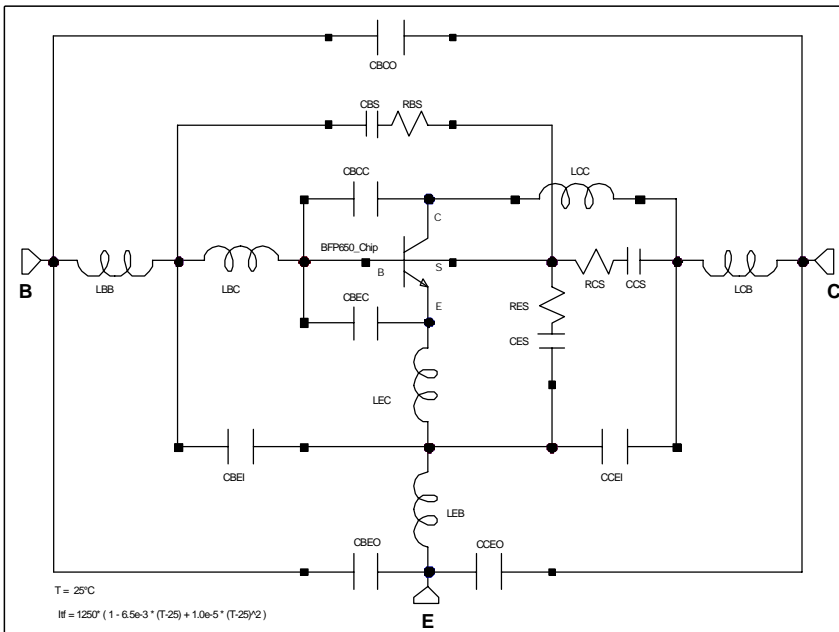 CBCO
CBS RBS
CBCC LCC
C
BFP650_Chip
B S
B LBB LBC RCS CCS LCB C
CBEC E RES
CES
LEC
CBEI CCEI
LEB
CBEO CCEO
T = 25°C
Itf = 1250* ( 1 - 6.5e-3 * (T-25) + 1.0e-5 * (T-25)^2 )
E